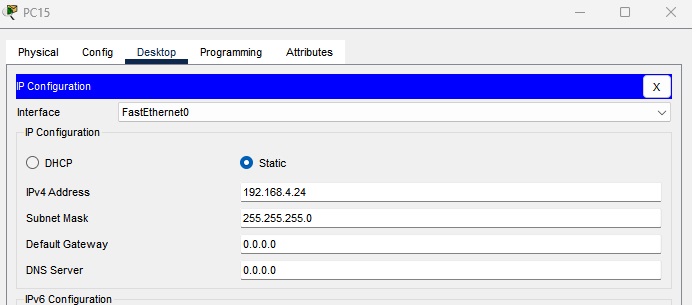 PC15
Physical Config Desktop Programming Attributes
IP Configuration X
Interface FastEthernet0
IP Configuration
DHCP Static
IPv4 Address 192.168.4.24
Subnet Mask 255.255.255.0
Default Gateway 0.0.0.0
DNS Server 0.0.0.0
IPv6 Configuration